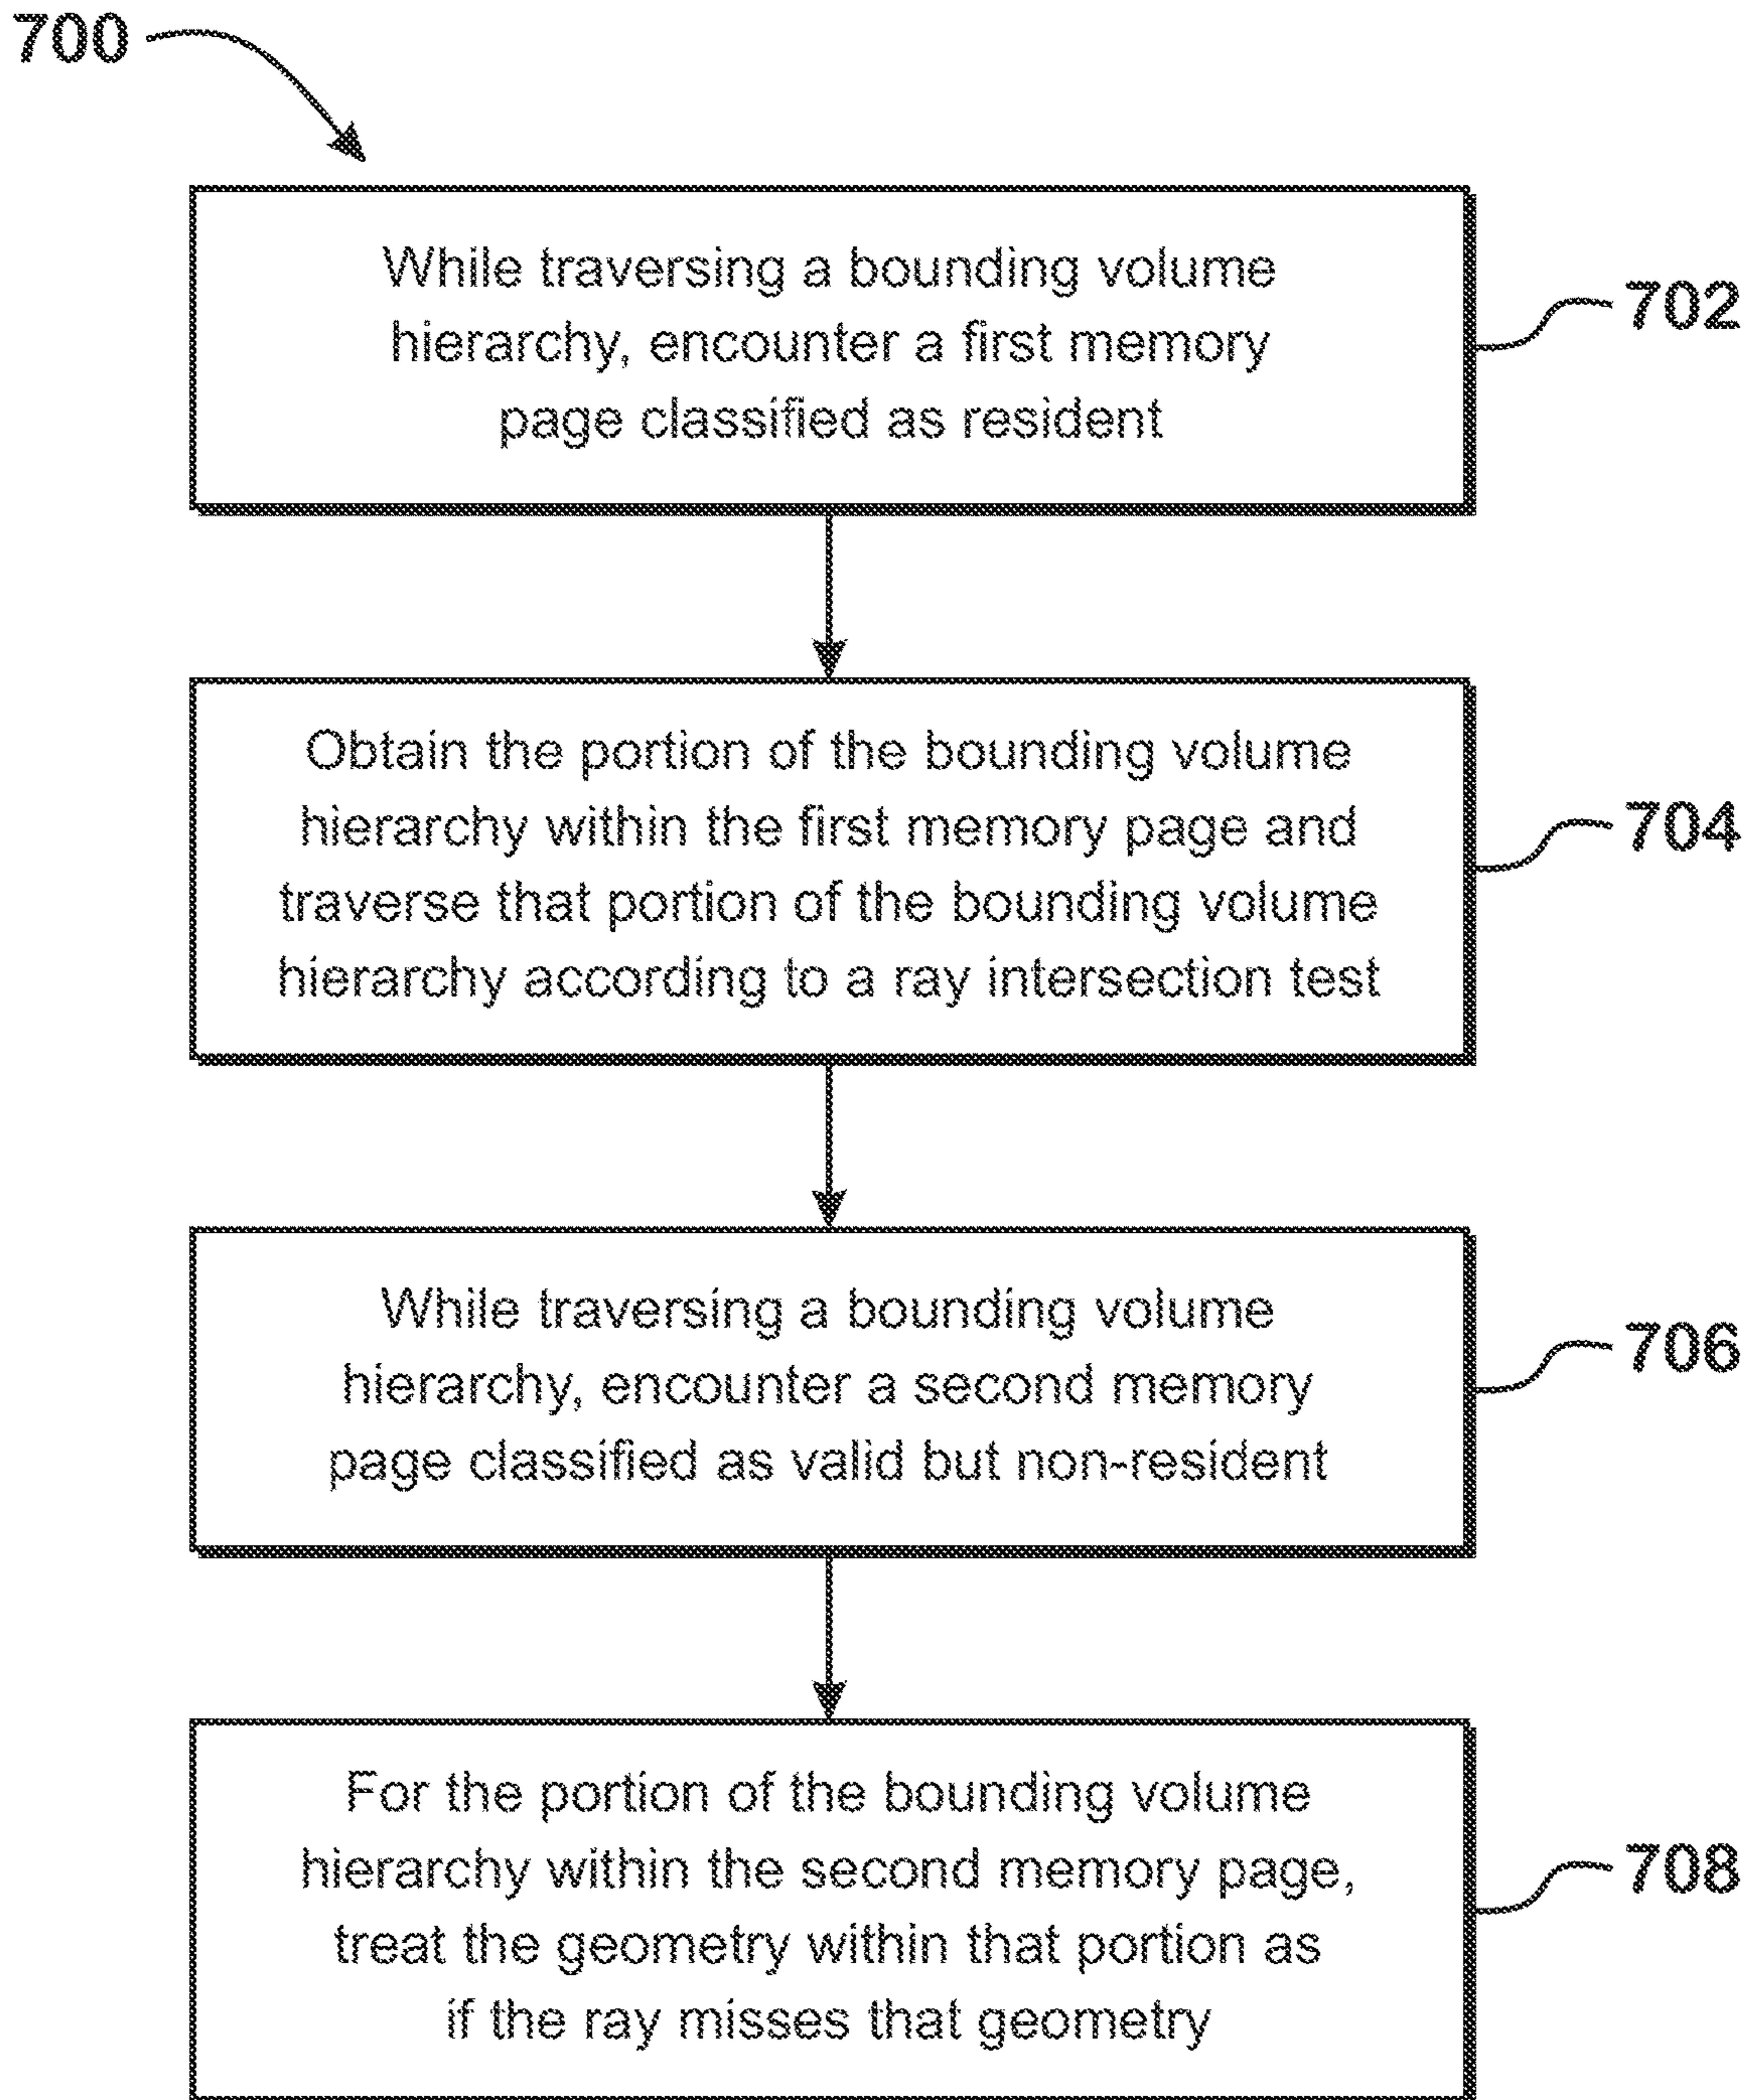 700
While traversing a bounding volume
hierarchy, encounter a first memory
page classified as resident
702
Obtain the portion of the bounding volume
hierarchy within the first memory page and
traverse that portion of the bounding volume
hierarchy according to a ray intersection test
704
While traversing a bounding volume
hierarchy, encounter a second memory
page classified as valid but non-resident
706
For the portion of the bounding volume
hierarchy within the second memory page,
treat the geometry within that portion as
if the ray misses that geometry
708